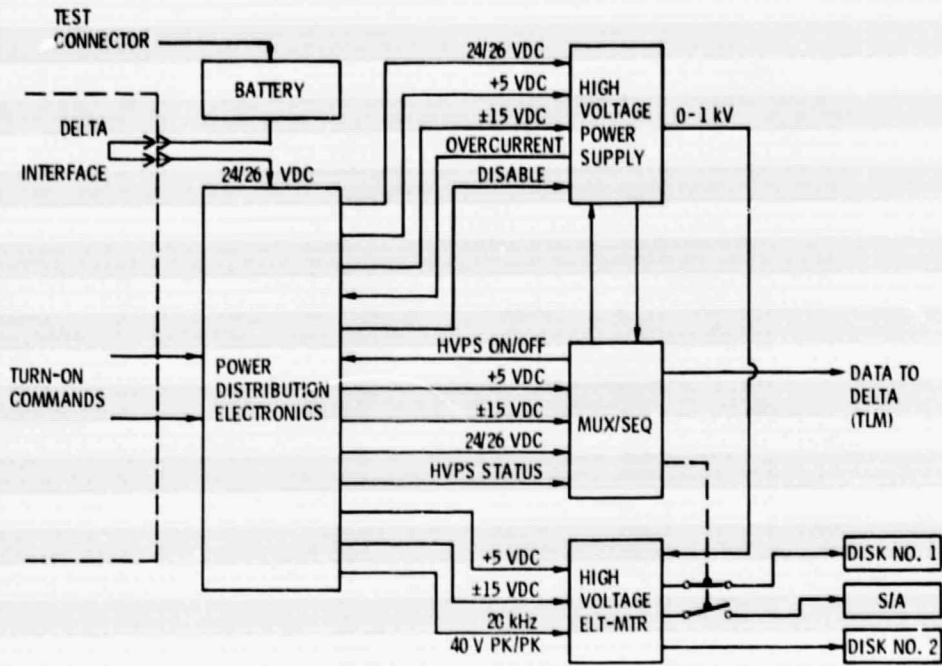 TEST
CONNECTOR
BATTERY
DELTA
INTERFACE
24/26 VDC
TURN-ON
COMMANDS
POWER
DISTRIBUTION
ELECTRONICS
24/26 VDC
+5 VDC
±15 VDC
OVERCURRENT
DISABLE
HIGH
VOLTAGE
POWER
SUPPLY
0-1 kV
HVPS ON/OFF
+5 VDC
±15 VDC
24/26 VDC
HVPS STATUS
MUX/SEQ
DATA TO
DELTA
(TLM)
+5 VDC
±15 VDC
20 kHz
40 V PK/PK
HIGH
VOLTAGE
ELT-MTR
DISK NO. 1
S/A
DISK NO. 2